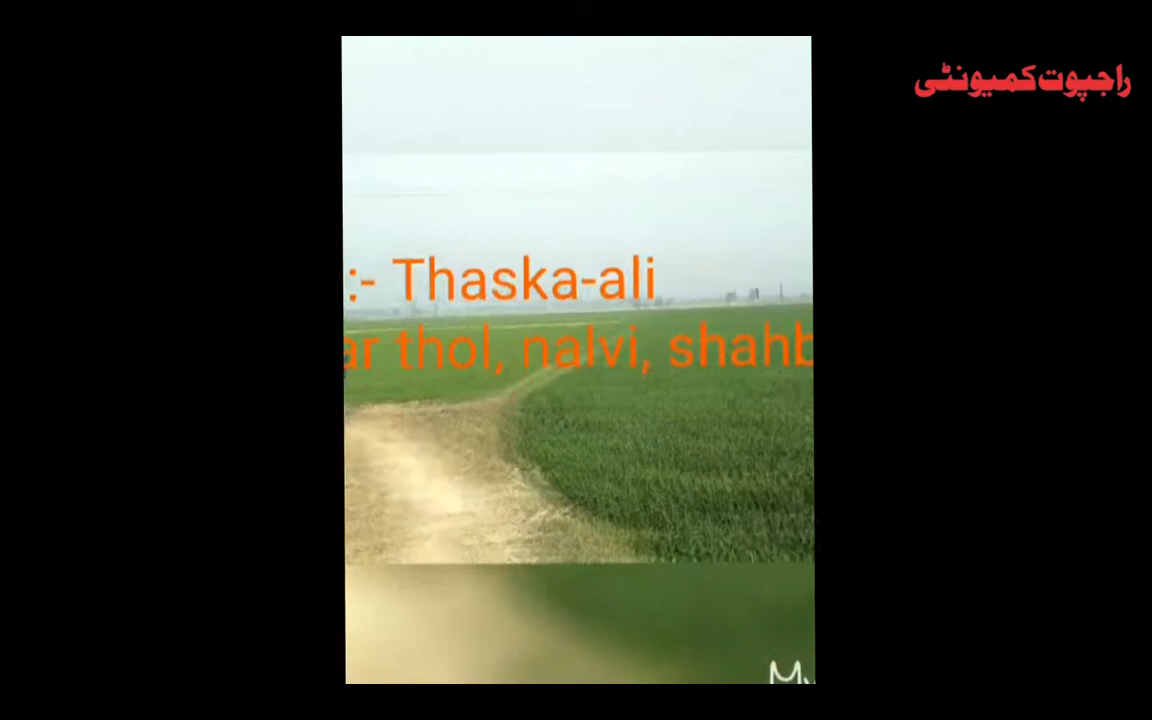 راجپوت کمیونٹی
:- Thaska-ali
ar thol, nalvi, shahb